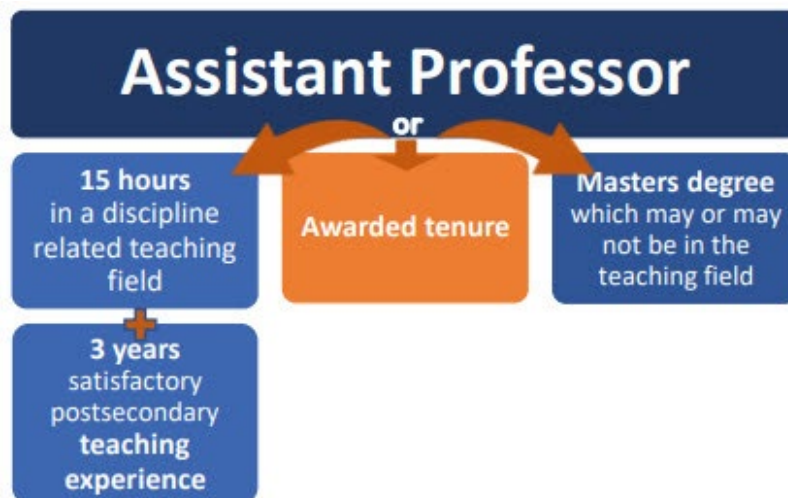 Assistant Professor
or
15 hours
in a discipline
related teaching
field
Awarded tenure
Masters degree
which may or may
not be in the
teaching field
+
3 years
satisfactory
postsecondary
teaching
experience